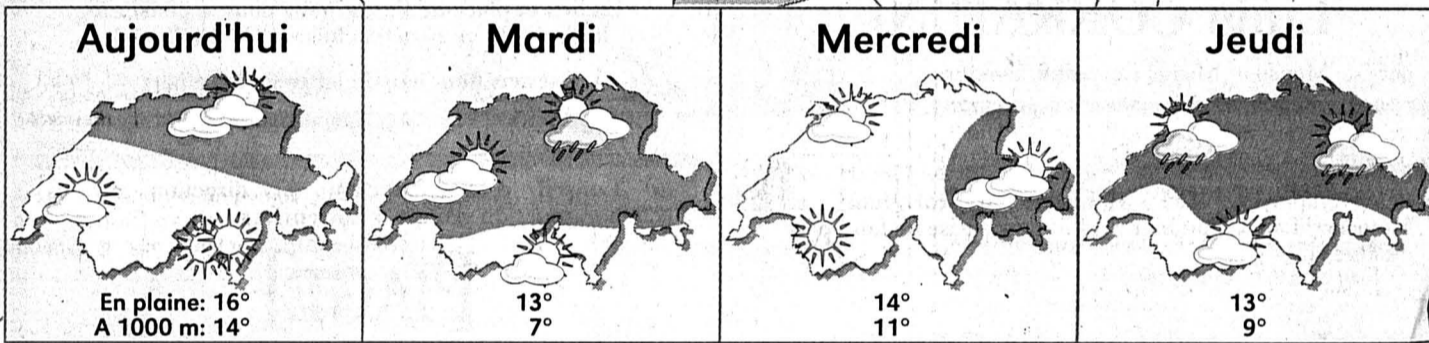 Aujourd'hui
En plaine: 16°
A 1000 m: 14°
Mardi
13°
7°
Mercredi
14°
11°
Jeudi
13°
9°